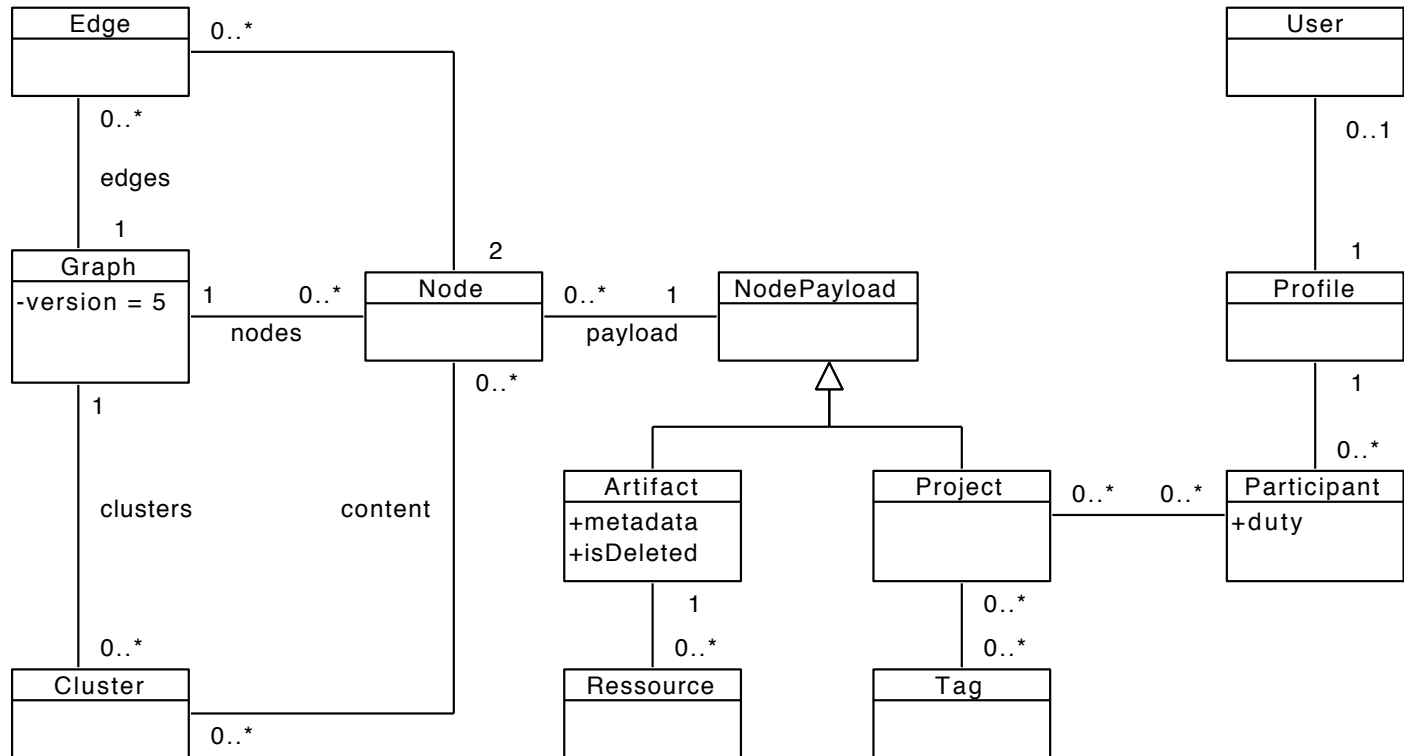 Edge
0..*
User
0..*
0..1
edges
1
2
1
Graph
-version = 5
1
0..*
nodes
Node
0..*
1
payload
NodePayload
Profile
1
0..*
1
0..*
clusters
content
Artifact
+metadata
+isDeleted
Project
0..*
0..*
Participant
+duty
1
0..*
0..*
0..*
0..*
Cluster
0..*
Ressource
Tag